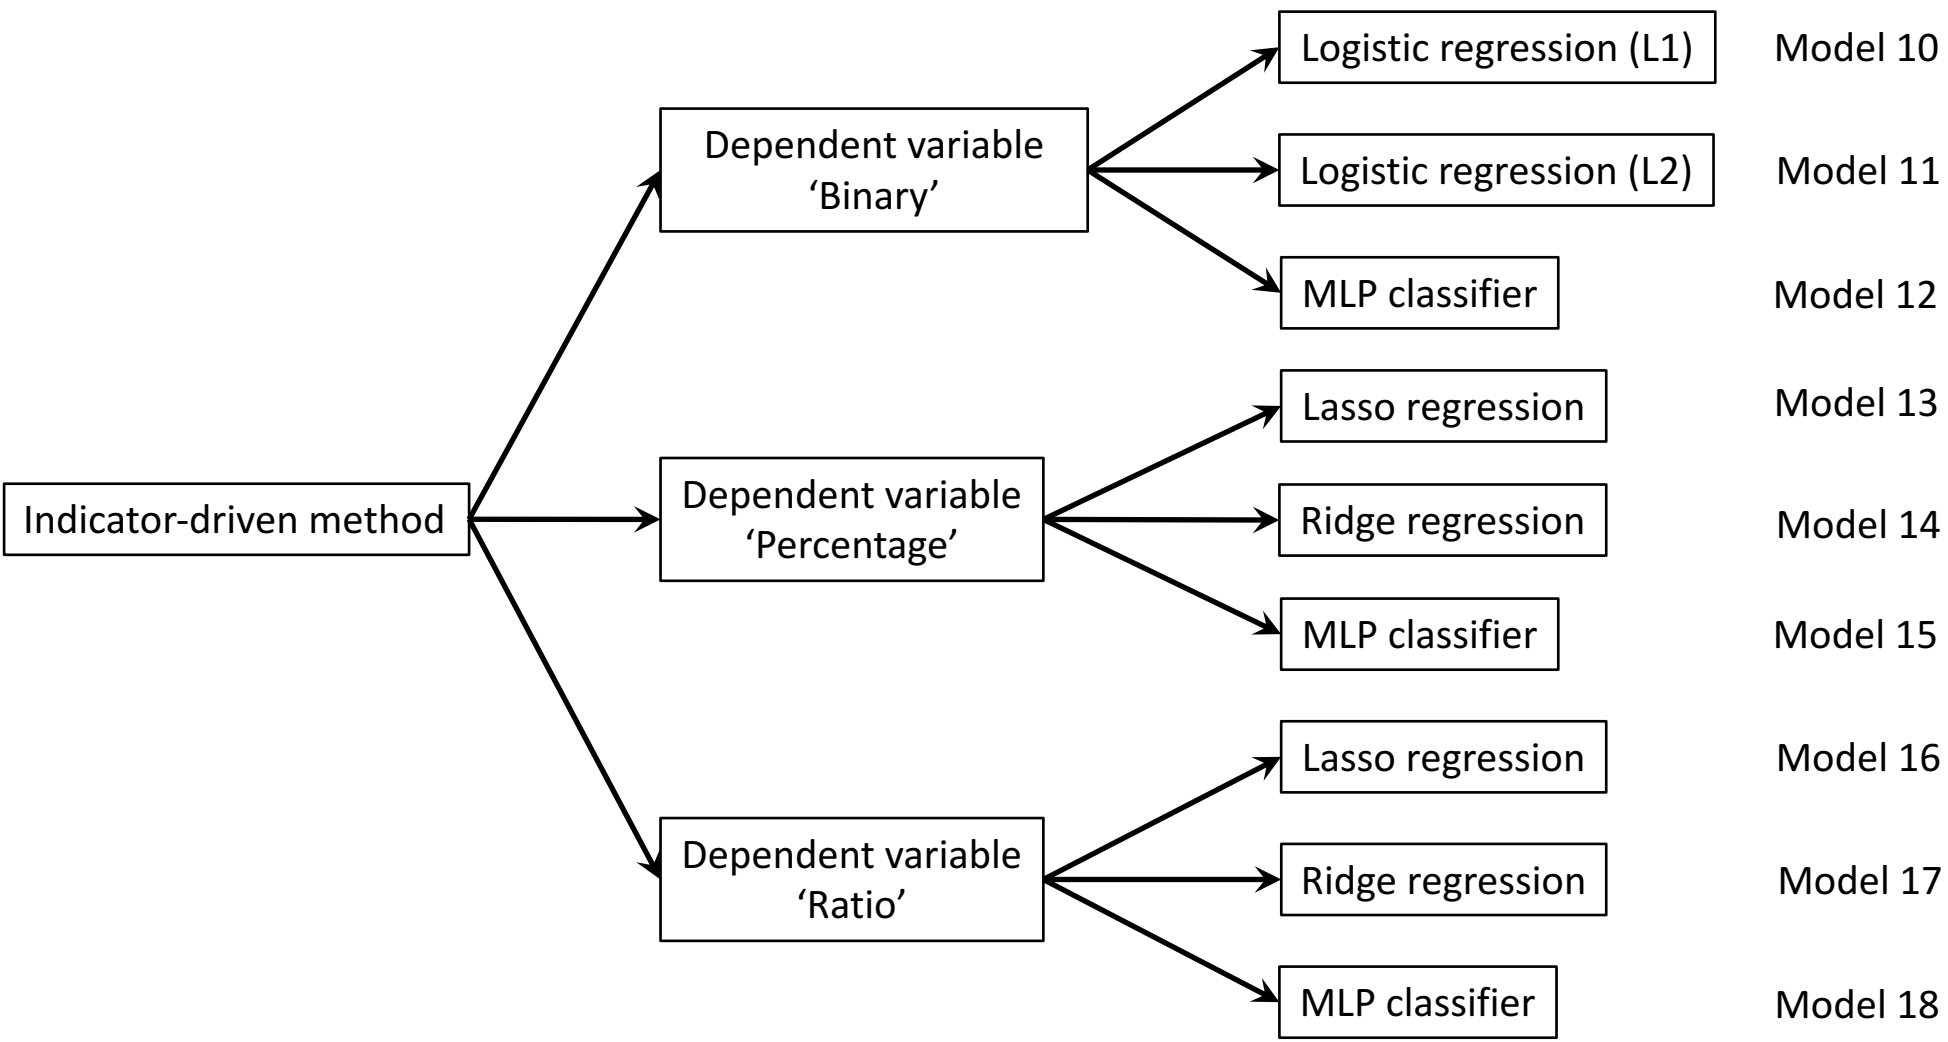 Logistic regression (L1) Model 10
Dependent variable
‘Binary’
Logistic regression (L2) Model 11
MLP classifier Model 12
Lasso regression Model 13
Indicator-driven method
Dependent variable
‘Percentage’
Ridge regression Model 14
MLP classifier Model 15
Lasso regression Model 16
Dependent variable
‘Ratio’
Ridge regression Model 17
MLP classifier Model 18